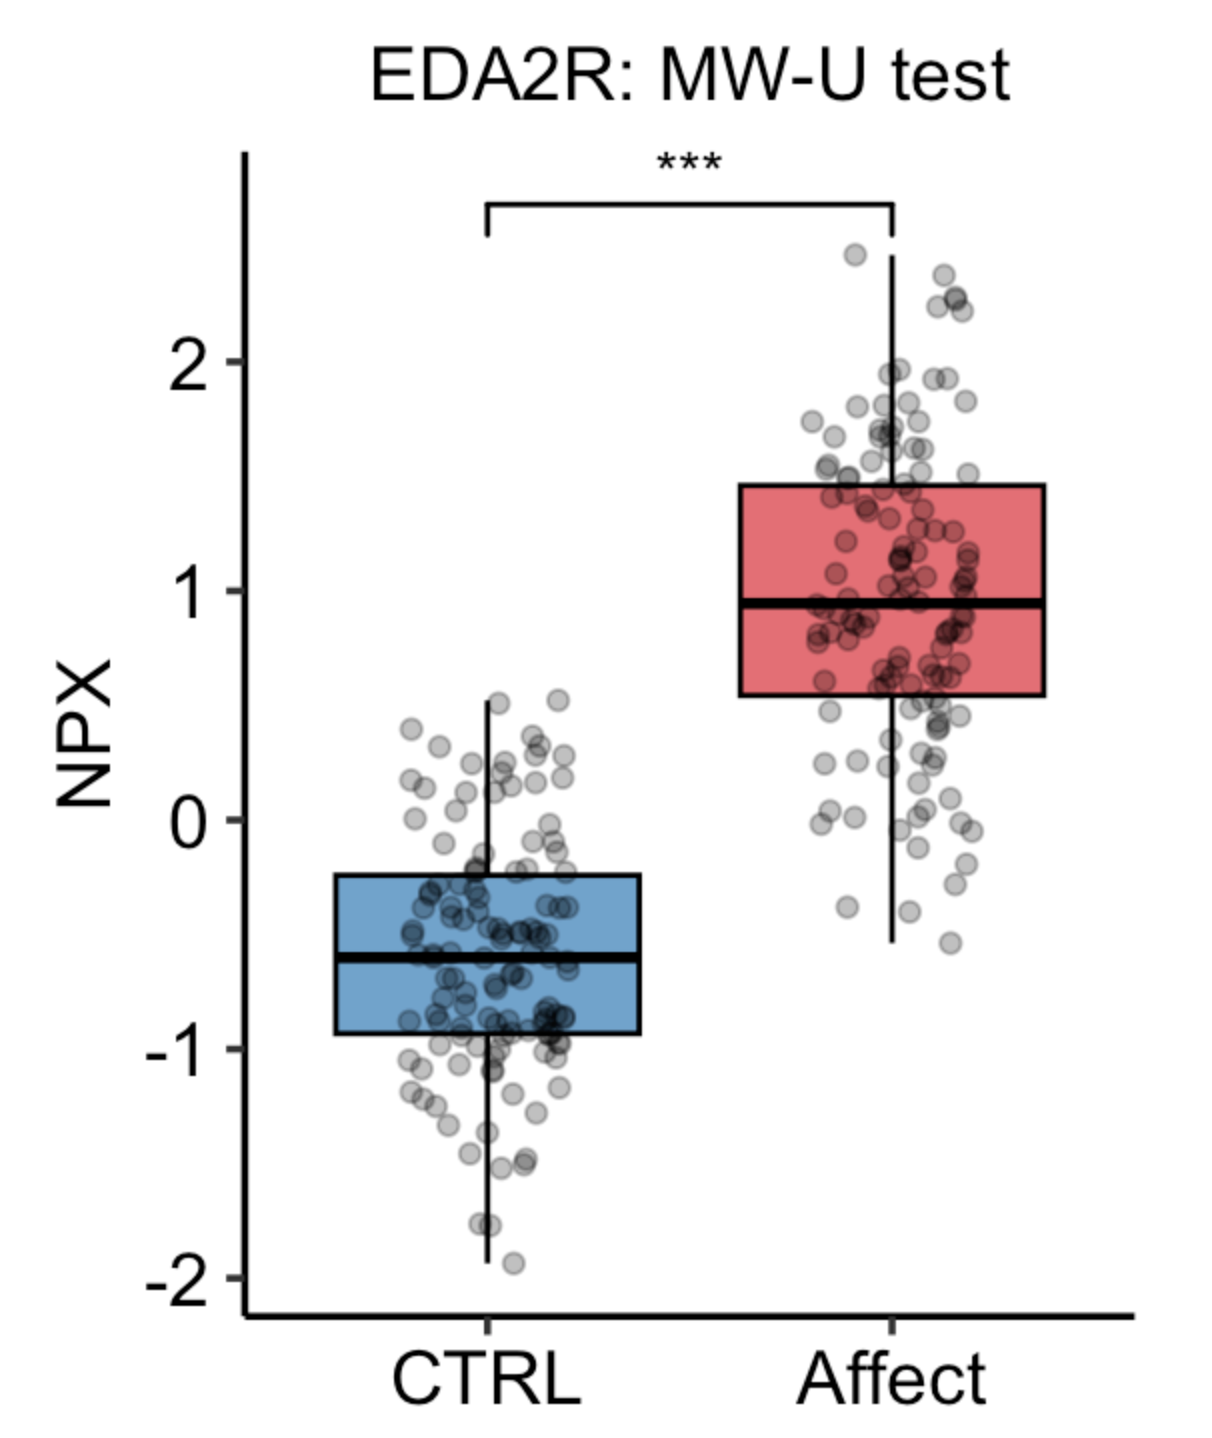 EDA2R: MW-U test
***
2
1
0
-1
-2
NPX
CTRL
Affect